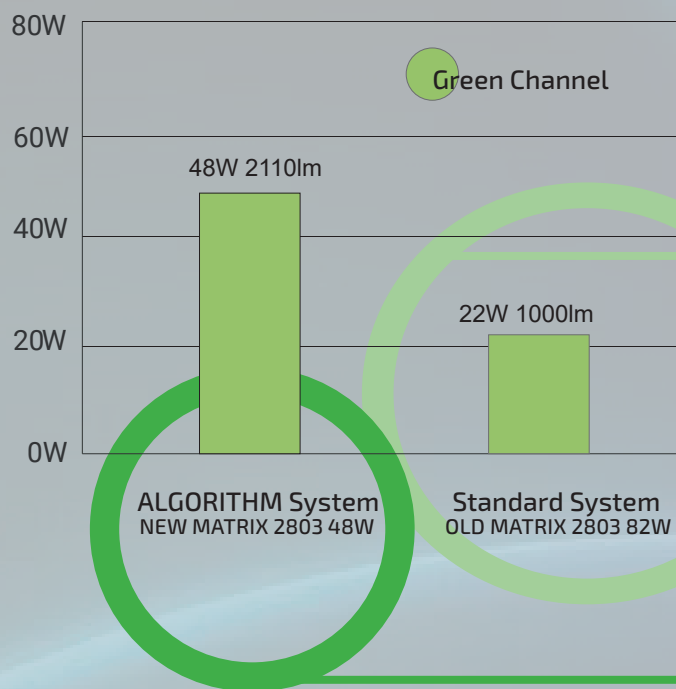 80W
Green Channel
60W
48W 2110lm
40W
22W 1000lm
20W
0W
ALGORITHM System
NEW MATRIX 2803 48W
Standard System
OLD MATRIX 2803 82W